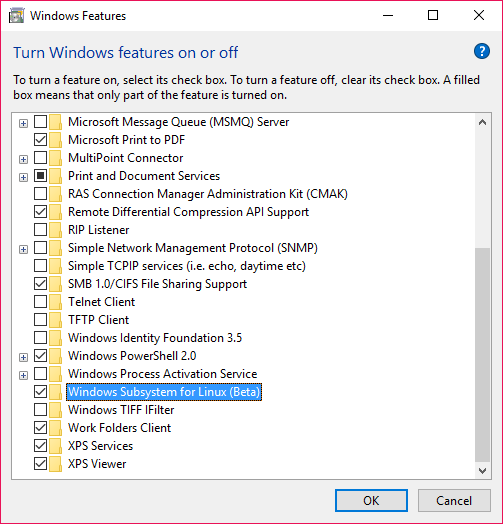 Windows Features
Turn Windows features on or off
?
To turn a feature on, select its check box. To turn a feature off, clear its check box. A filled
box means that only part of the feature is turned on.
Microsoft Message Queue (MSMQ) Server
Microsoft Print to PDF
MultiPoint Connector
Print and Document Services
RAS Connection Manager Administration Kit (CMAK)
Remote Differential Compression API Support
RIP Listener
Simple Network Management Protocol (SNMP)
Simple TCPIP services (i.e. echo, daytime etc)
SMB 1.0/CIFS File Sharing Support
Telnet Client
TFTP Client
Windows Identity Foundation 3.5
Windows PowerShell 2.0
Windows Process Activation Service
Windows Subsystem for Linux (Beta)
Windows TIFF IFilter
Work Folders Client
XPS Services
XPS Viewer
OK
Cancel